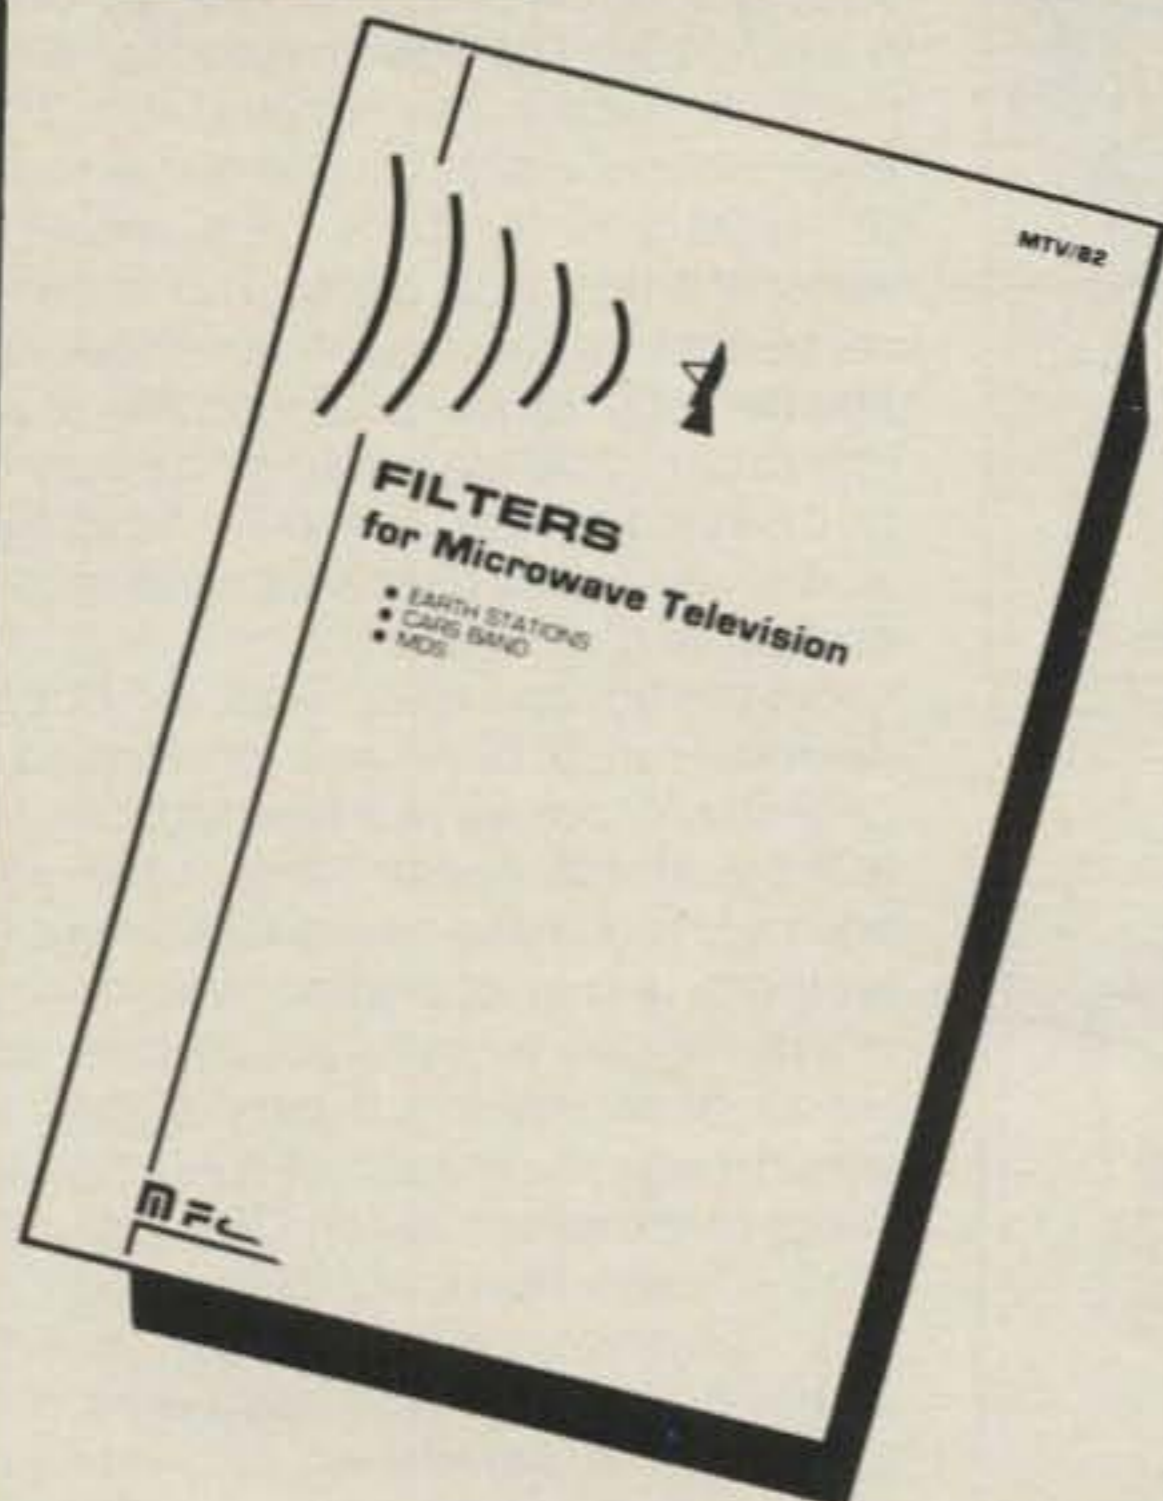 MTV/82
FILTERS
for Microwave Television
• EARTH STATIONS
• CARS BAND
• MDS
MFC